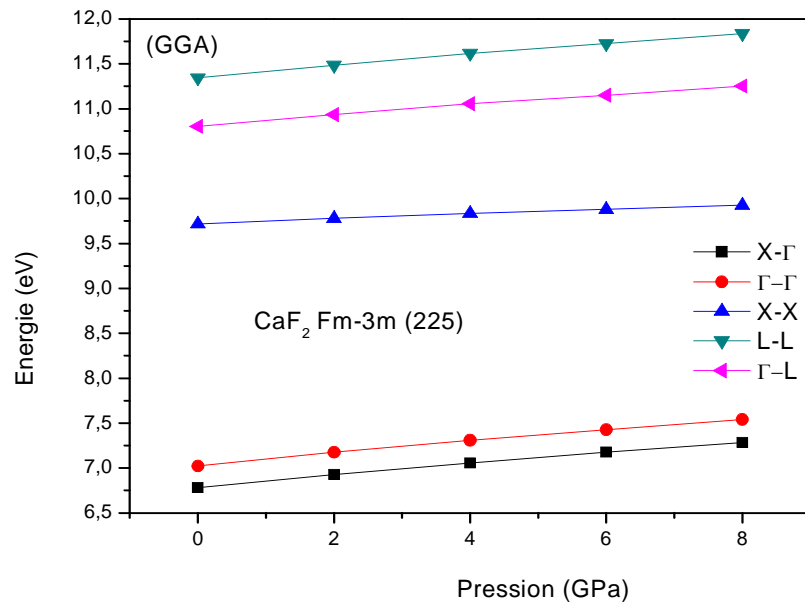 (GGA)
12,0
11,5
11,0
10,5
10,0
9,5
9,0
8,5
8,0
7,5
7,0
6,5
Energie (eV)
CaF2 Fm-3m (225)
X-Γ
Γ−Γ
X-X
L-L
Γ−L
0 2 4 6 8
Pression (GPa)